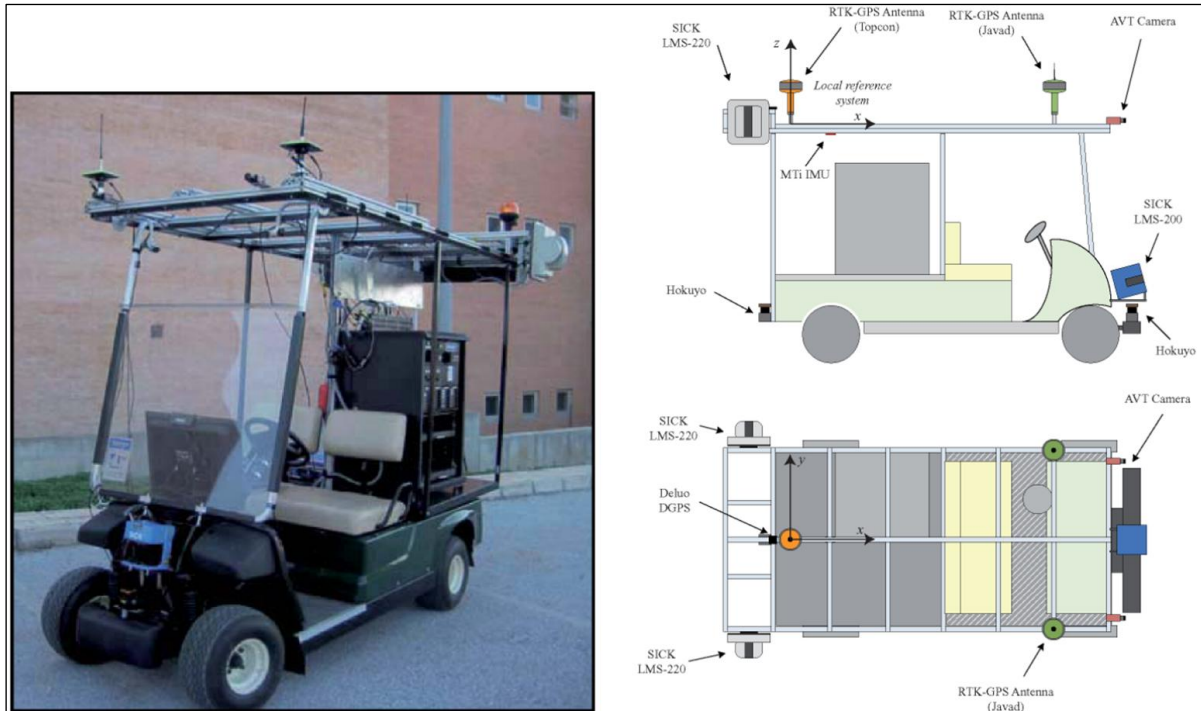 RTK-GPS Antenna
(Topcon)
RTK-GPS Antenna
(Javad)
AVT Camera
SICK
LMS-220
z
Local reference
system
x
MTi IMU
SICK
LMS-200
Hokuyo
Hokuyo
SICK
LMS-220
AVT Camera
y
Deluo
DGPS
x
SICK
LMS-220
RTK-GPS Antenna
(Javad)
SICK